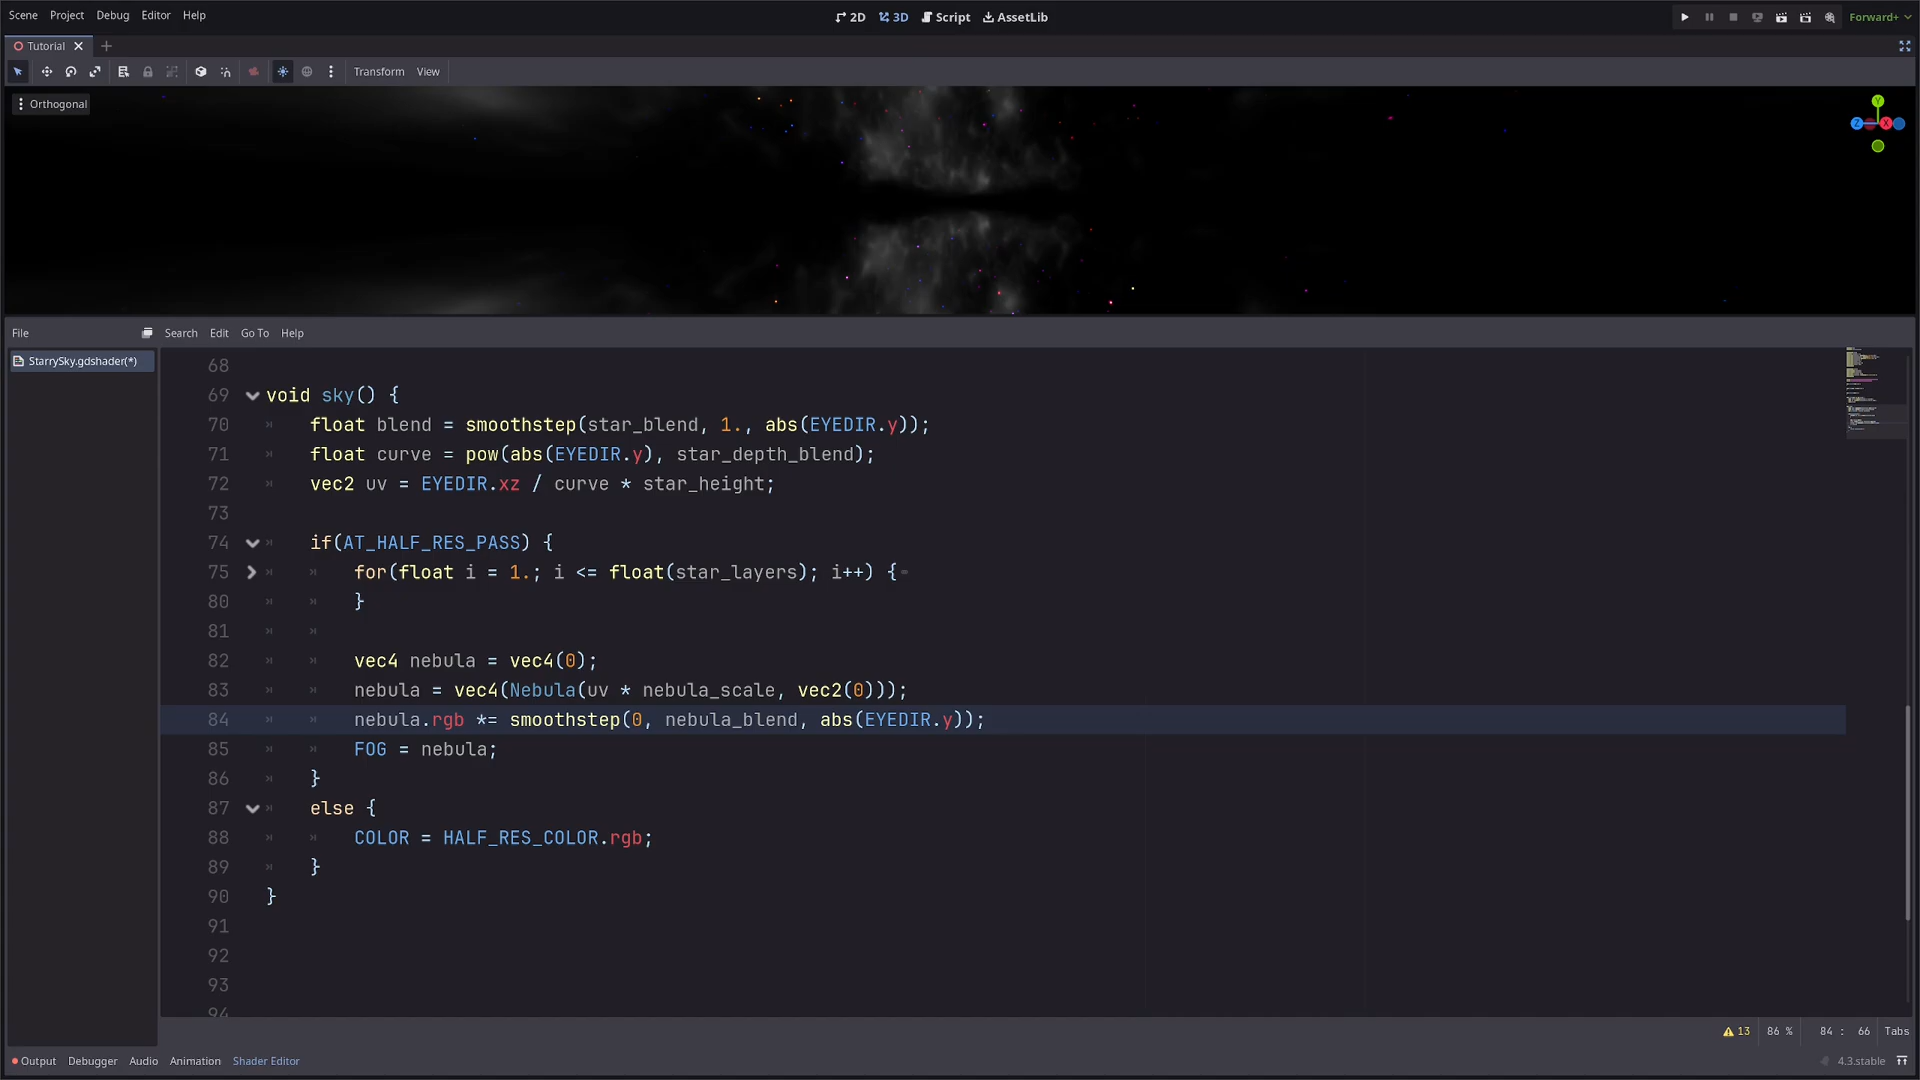 Scene Project Debug Editor Help
2D 3D Script AssetLib
Forward+
Tutorial
Transform View
Orthogonal
Y
Z X
File
Search Edit Go To Help
StarrySky.gdshader(*)
68
69 void sky() {
70 float blend = smoothstep(star_blend, 1., abs(EYEDIR.y));
71 float curve = pow(abs(EYEDIR.y), star_depth_blend);
72 vec2 uv = EYEDIR.xz / curve * star_height;
73
74 if(AT_HALF_RES_PASS) {
75 for(float i = 1.; i <= float(star_layers); i++) {
80 }
81
82 vec4 nebula = vec4(0);
83 nebula = vec4(Nebula(uv * nebula_scale, vec2(0)));
84 nebula.rgb *= smoothstep(0, nebula_blend, abs(EYEDIR.y));
85 FOG = nebula;
86 }
87 else {
88 COLOR = HALF_RES_COLOR.rgb;
89 }
90 }
91
92
93
94
13 86 % 84 : 66 Tabs
Output Debugger Audio Animation Shader Editor
4.3.stable